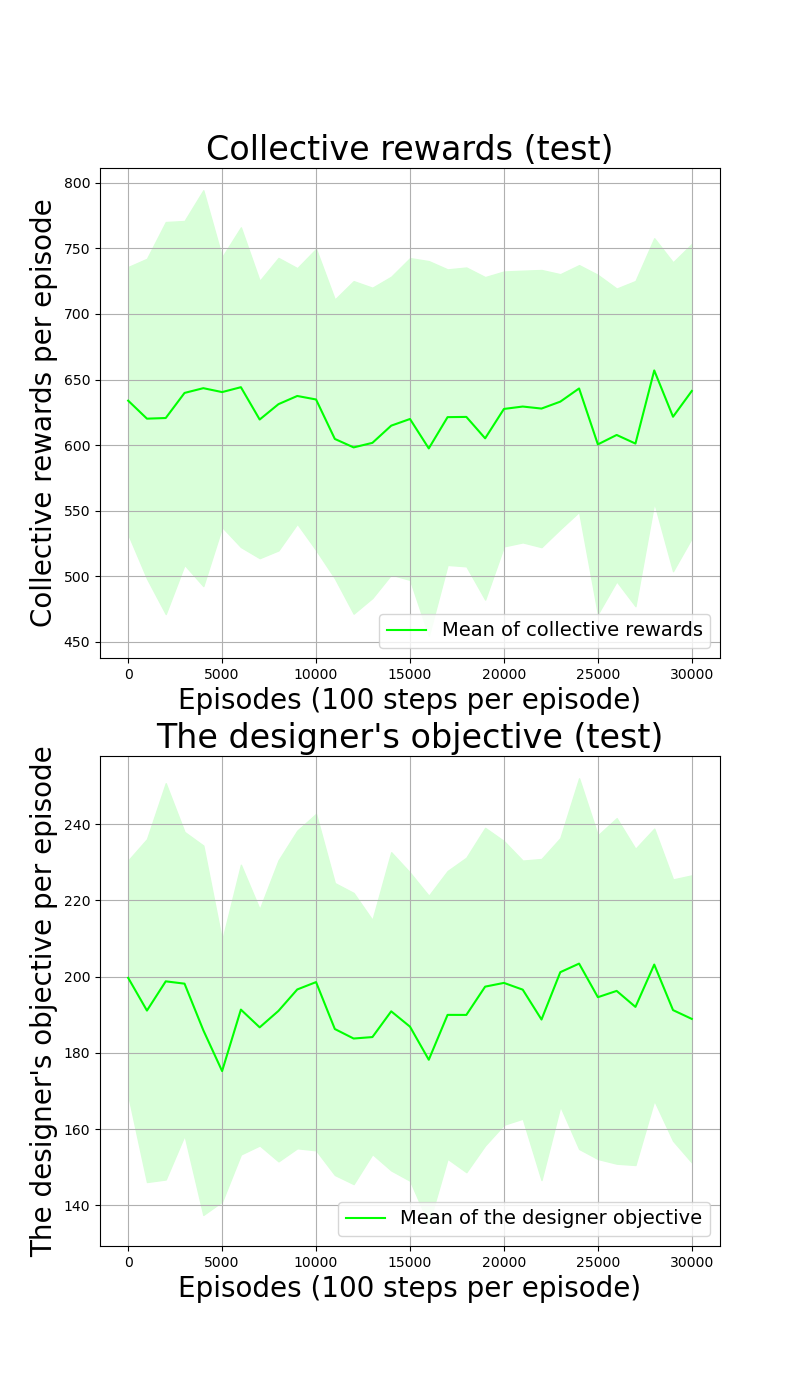 Collective rewards (test)
Collective rewards per episode
800
750
700
650
600
550
500
450
Mean of collective rewards
0 5000 10000 15000 20000 25000 30000
Episodes (100 steps per episode)
The designer's objective (test)
The designer's objective per episode
240
220
200
180
160
140
Mean of the designer objective
0 5000 10000 15000 20000 25000 30000
Episodes (100 steps per episode)